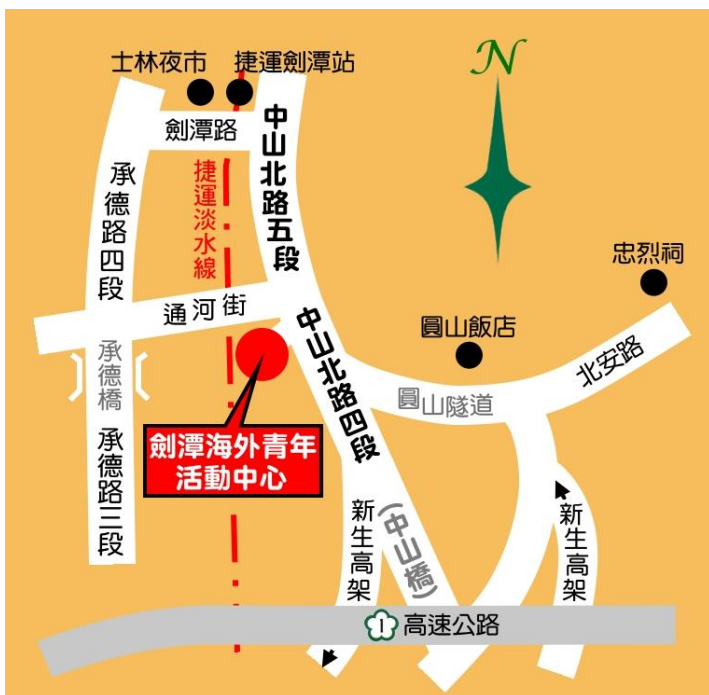 N
士林夜市
捷運劍潭站
劍潭路
中山北路五段
承德路四段
捷運淡水線
忠烈祠
通河街
圓山飯店
中山北路四段
承德橋
北安路
圓山隧道
劍潭海外青年
活動中心
承德路三段
新生高架
(中山橋)
新生高架
1
高速公路